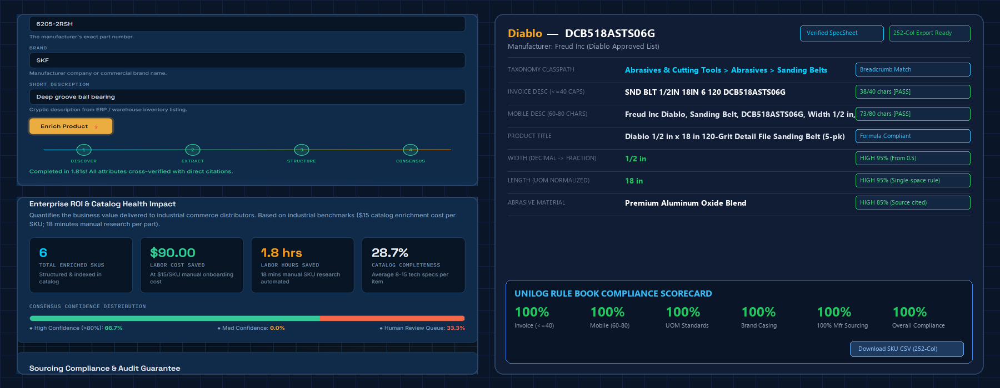 6205-2RSH
The manufacturer's exact part number.
BRAND
SKF
Manufacturer company or commercial brand name.
SHORT DESCRIPTION
Deep groove ball bearing
Cryptic description from ERP / warehouse inventory listing.
Enrich Product
1 2 3 4
DISCOVER EXTRACT STRUCTURE CONSENSUS
Completed in 1.81s! All attributes cross-verified with direct citations.
Enterprise ROI & Catalog Health Impact
Quantifies the business value delivered to industrial commerce distributors. Based on industrial benchmarks ($15 catalog enrichment cost per
SKU; 18 minutes manual research per part).
6
TOTAL ENRICHED SKUS
Structured & indexed in
catalog
$90.00
LABOR COST SAVED
At $15/SKU manual onboarding
cost
1.8 hrs
LABOR HOURS SAVED
18 mins manual SKU research
automated
28.7%
CATALOG COMPLETENESS
Average 8-15 tech specs per
item
CONSENSUS CONFIDENCE DISTRIBUTION
● High Confidence (>80%): 66.7% ● Med Confidence: 0.0% ● Human Review Queue: 33.3%
Sourcing Compliance & Audit Guarantee
Diablo — DCB518ASTS06G Verified SpecSheet 252-Col Export Ready
Manufacturer: Freud Inc (Diablo Approved List)
TAXONOMY CLASSPATH Abrasives & Cutting Tools > Abrasives > Sanding Belts Breadcrumb Match
INVOICE DESC (<=40 CAPS) SND BLT 1/2IN 18IN 6 120 DCB518ASTS06G 38/40 chars [PASS]
MOBILE DESC (60-80 CHARS) Freud Inc Diablo, Sanding Belt, DCB518ASTS06G, Width 1/2 in, 73/80 chars [PASS]
PRODUCT TITLE Diablo 1/2 in x 18 in 120-Grit Detail File Sanding Belt (5-pk) Formula Compliant
WIDTH (DECIMAL -> FRACTION) 1/2 in HIGH 95% (From 0.5)
LENGTH (UOM NORMALIZED) 18 in HIGH 95% (Single-space rule)
ABRASIVE MATERIAL Premium Aluminum Oxide Blend HIGH 85% (Source cited)
UNILOG RULE BOOK COMPLIANCE SCORECARD
100% 100% 100% 100% 100% 100%
Invoice (<=40) Mobile (60-80) UOM Standards Brand Casing 100% Mfr Sourcing Overall Compliance
Download SKU CSV (252-Col)